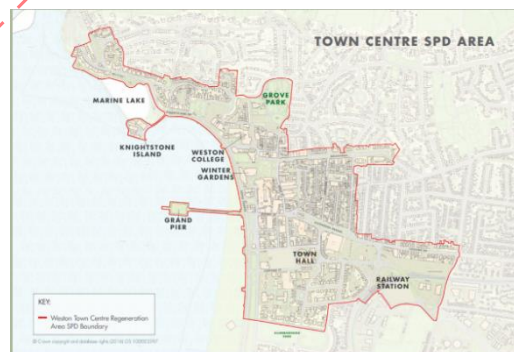 TOWN CENTRE SPD AREA
GROVE
PARK
MARINE LAKE
KNIGHTSTONE
ISLAND
WESTON
COLLEGE
WINTER
GARDENS
GRAND
PIER
TOWN
HALL
RAILWAY
STATION
KEY:
Weston Town Centre Regeneration
Area SPD Boundary